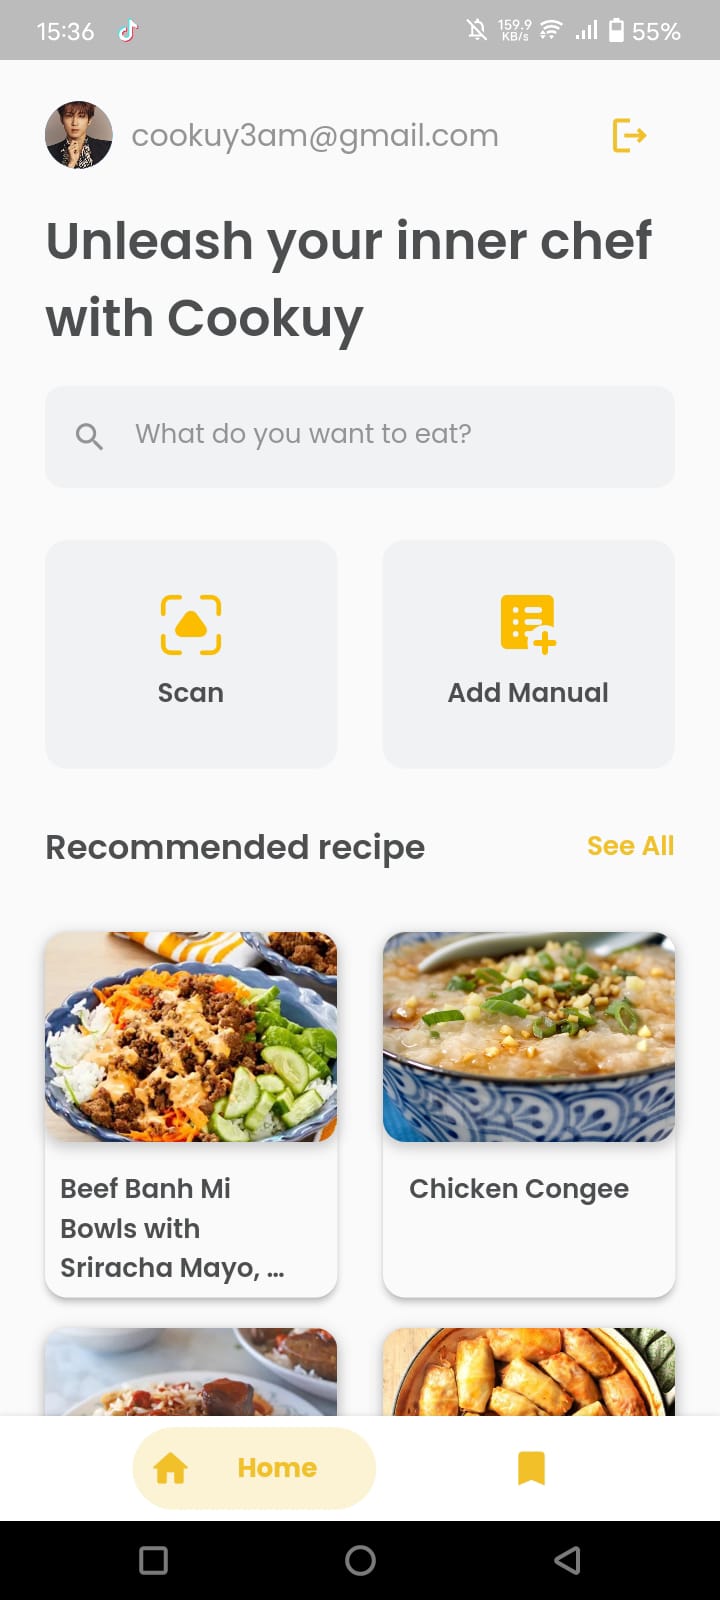 15:36
159.9
KB/s
55%
cookuy3am@gmail.com
Unleash your inner chef
with Cookuy
What do you want to eat?
Scan
Add Manual
Recommended recipe
See All
Beef Banh Mi
Bowls with
Sriracha Mayo, ...
Chicken Congee
Home